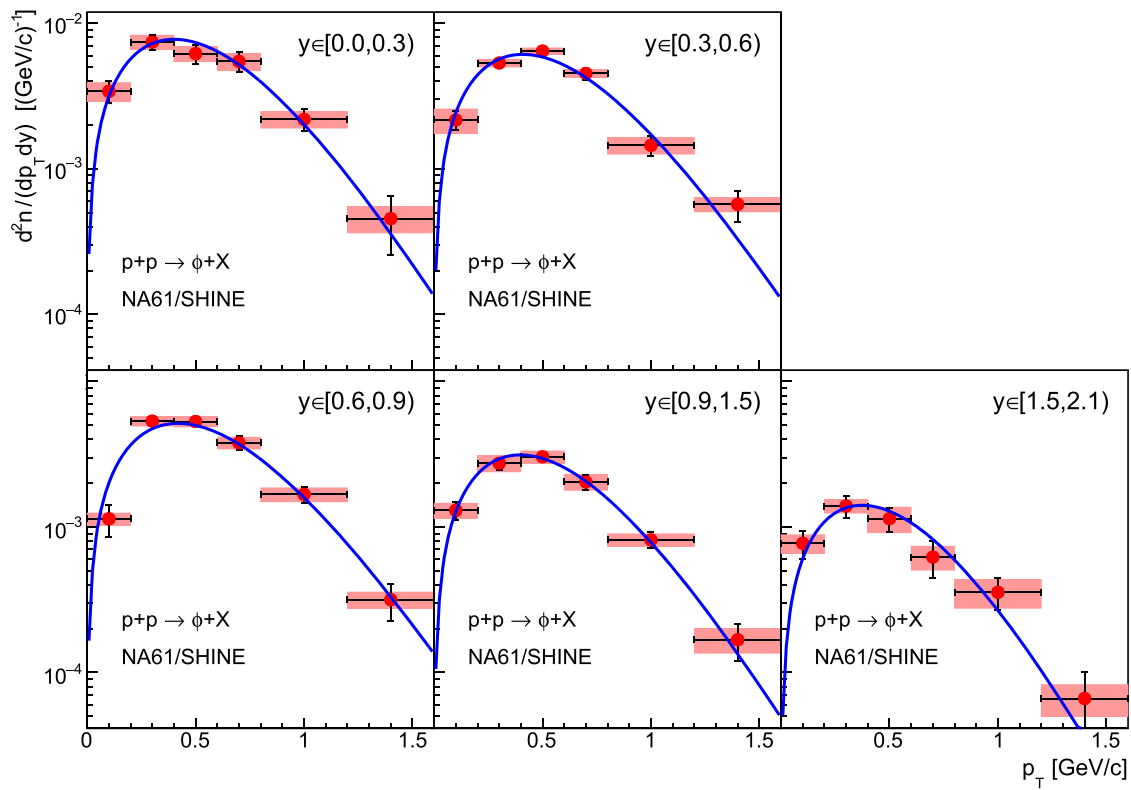 d²n/(dp_T dy) [(GeV/c)⁻¹]
10⁻²
10⁻³
10⁻⁴
y∈[0.0,0.3)
p+p → ϕ+X
NA61/SHINE
y∈[0.3,0.6)
p+p → ϕ+X
NA61/SHINE
10⁻³
10⁻⁴
y∈[0.6,0.9)
p+p → ϕ+X
NA61/SHINE
y∈[0.9,1.5)
p+p → ϕ+X
NA61/SHINE
y∈[1.5,2.1)
p+p → ϕ+X
NA61/SHINE
0 0.5 1 1.5 0.5 1 1.5 0.5 1 1.5
p_T [GeV/c]